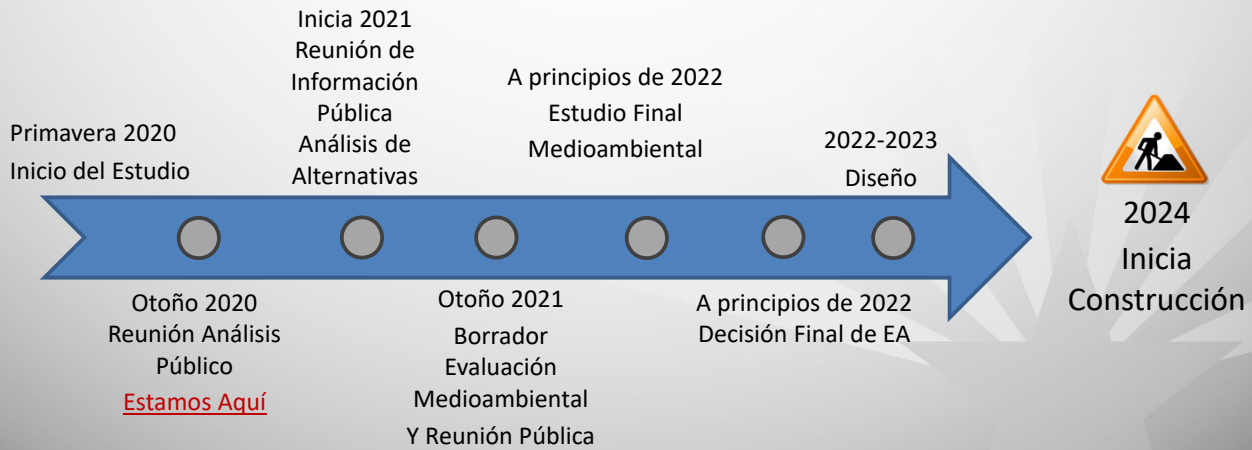 Primavera 2020
Inicio del Estudio
Otoño 2020
Reunión Análisis
Público
Estamos Aquí
Inicia 2021
Reunión de
Información
Pública
Análisis de
Alternativas
Otoño 2021
Borrador
Evaluación
Medioambiental
Y Reunión Pública
A principios de 2022
Estudio Final
Medioambiental
A principios de 2022
Decisión Final de EA
2022-2023
Diseño
2024
Inicia
Construcción